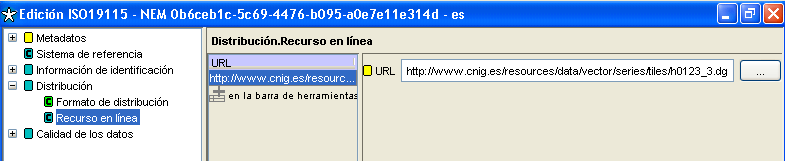 Edición ISO19115 - NEM 0b6ceb1c-5c69-4476-b095-a0e7e11e314d - es
Metadatos
Sistema de referencia
Información de identificación
Distribución
Formato de distribución
Recurso en línea
Calidad de los datos
Distribución.Recurso en línea
URL
http://www.cnig.es/resourc...
en la barra de herramientas
URL http://www.cnig.es/resources/data/vector/series/tiles/h0123_3.dg ...